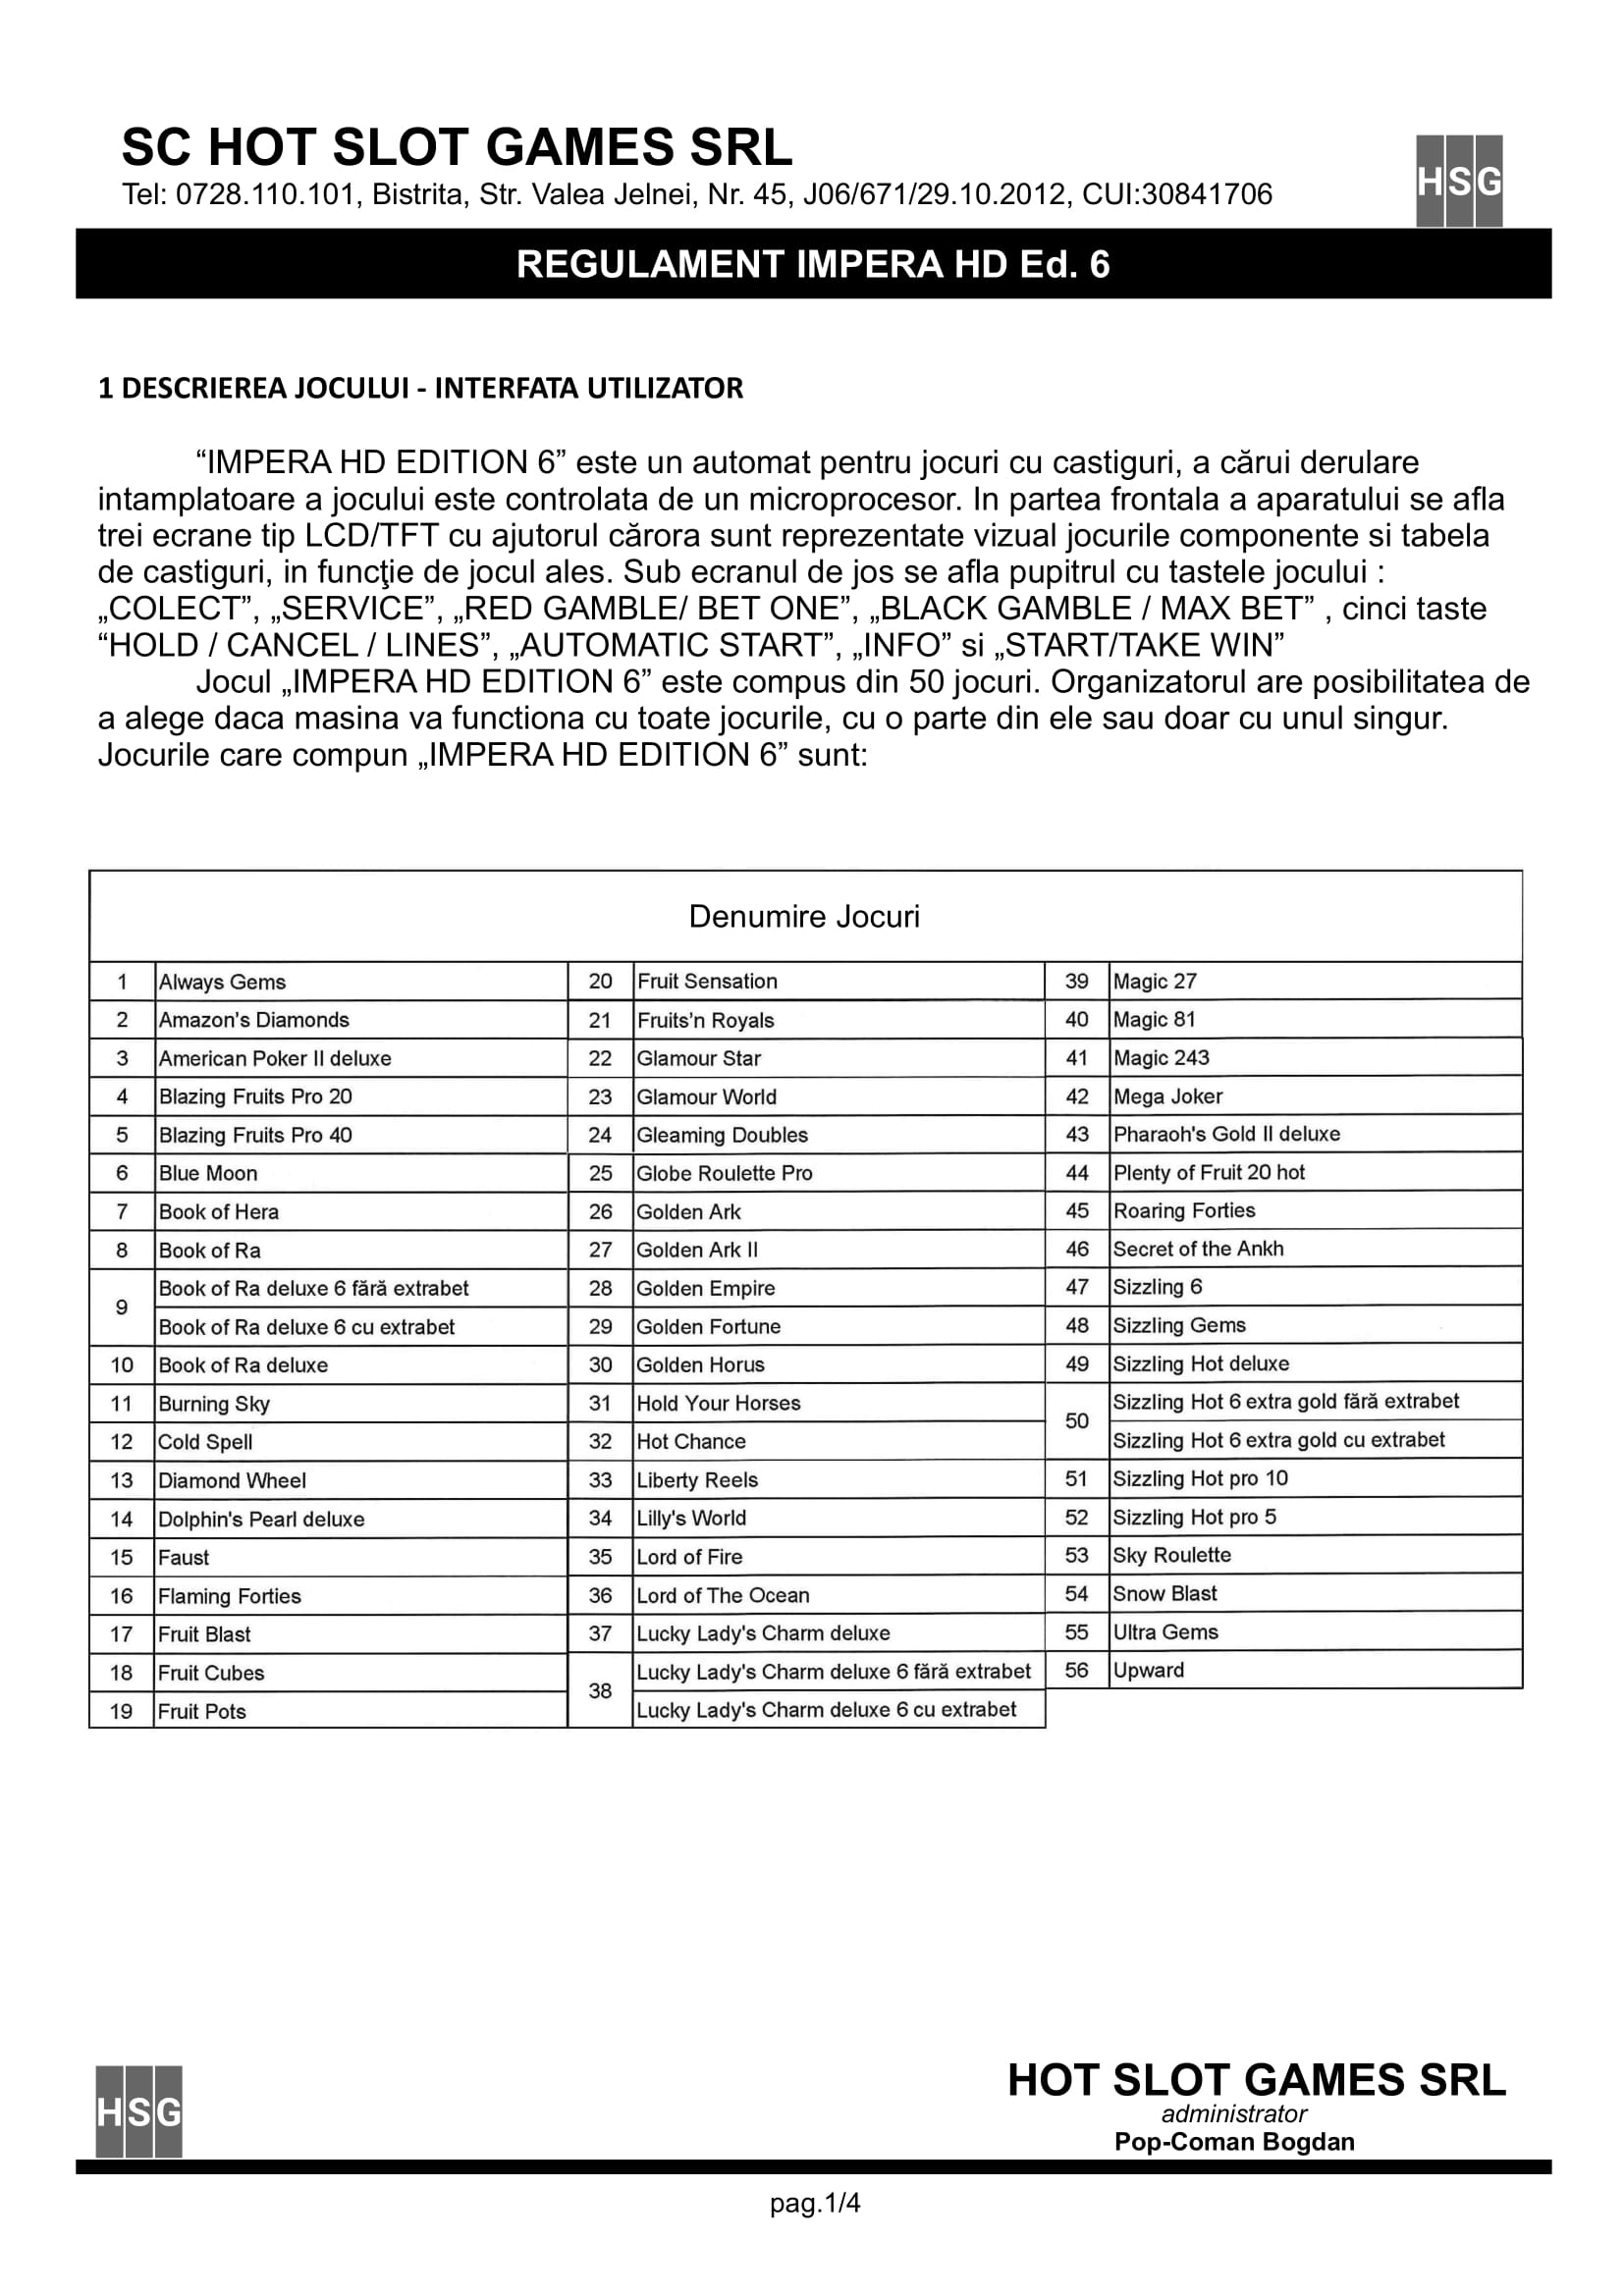 SC HOT SLOT GAMES SRL
Tel: 0728.110.101, Bistrita, Str. Valea Jelnei, Nr. 45, J06/671/29.10.2012, CUI:30841706
HSG
REGULAMENT IMPERA HD Ed. 6
1 DESCRIEREA JOCULUI - INTERFATA UTILIZATOR
“IMPERA HD EDITION 6” este un automat pentru jocuri cu castiguri, a cărui derulare
intamplatoare a jocului este controlata de un microprocesor. In partea frontala a aparatului se afla
trei ecrane tip LCD/TFT cu ajutorul cărora sunt reprezentate vizual jocurile componente si tabela
de castiguri, in funcţie de jocul ales. Sub ecranul de jos se afla pupitrul cu tastele jocului :
„COLECT”, „SERVICE”, „RED GAMBLE/ BET ONE”, „BLACK GAMBLE / MAX BET” , cinci taste
“HOLD / CANCEL / LINES”, „AUTOMATIC START”, „INFO” si „START/TAKE WIN”
Jocul „IMPERA HD EDITION 6” este compus din 50 jocuri. Organizatorul are posibilitatea de
a alege daca masina va functiona cu toate jocurile, cu o parte din ele sau doar cu unul singur.
Jocurile care compun „IMPERA HD EDITION 6” sunt:
Denumire Jocuri
1 Always Gems
2 Amazon's Diamonds
3 American Poker II deluxe
4 Blazing Fruits Pro 20
5 Blazing Fruits Pro 40
6 Blue Moon
7 Book of Hera
8 Book of Ra
9 Book of Ra deluxe 6 fără extrabet
Book of Ra deluxe 6 cu extrabet
10 Book of Ra deluxe
11 Burning Sky
12 Cold Spell
13 Diamond Wheel
14 Dolphin's Pearl deluxe
15 Faust
16 Flaming Forties
17 Fruit Blast
18 Fruit Cubes
19 Fruit Pots
20 Fruit Sensation
21 Fruits'n Royals
22 Glamour Star
23 Glamour World
24 Gleaming Doubles
25 Globe Roulette Pro
26 Golden Ark
27 Golden Ark II
28 Golden Empire
29 Golden Fortune
30 Golden Horus
31 Hold Your Horses
32 Hot Chance
33 Liberty Reels
34 Lilly's World
35 Lord of Fire
36 Lord of The Ocean
37 Lucky Lady's Charm deluxe
38 Lucky Lady's Charm deluxe 6 fără extrabet
Lucky Lady's Charm deluxe 6 cu extrabet
39 Magic 27
40 Magic 81
41 Magic 243
42 Mega Joker
43 Pharaoh's Gold II deluxe
44 Plenty of Fruit 20 hot
45 Roaring Forties
46 Secret of the Ankh
47 Sizzling 6
48 Sizzling Gems
49 Sizzling Hot deluxe
50 Sizzling Hot 6 extra gold fără extrabet
Sizzling Hot 6 extra gold cu extrabet
51 Sizzling Hot pro 10
52 Sizzling Hot pro 5
53 Sky Roulette
54 Snow Blast
55 Ultra Gems
56 Upward
HSG
HOT SLOT GAMES SRL
administrator
Pop-Coman Bogdan
pag.1/4